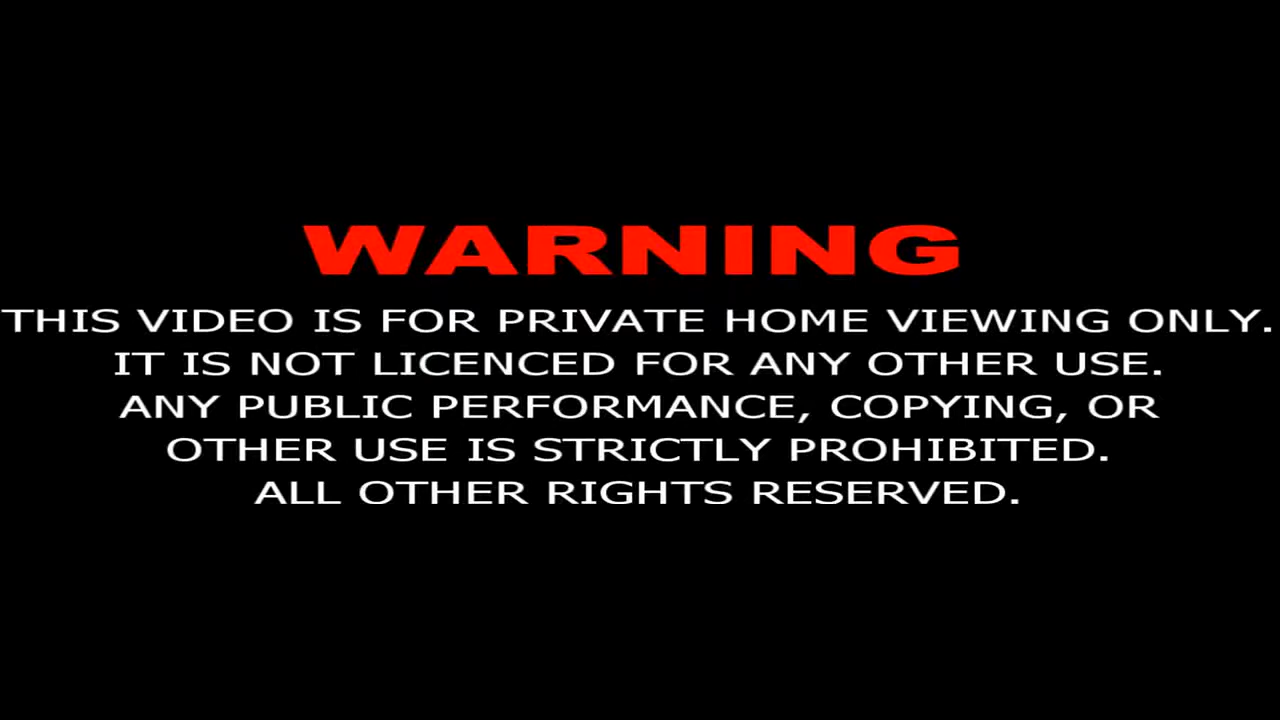 WARNING
THIS VIDEO IS FOR PRIVATE HOME VIEWING ONLY.
IT IS NOT LICENCED FOR ANY OTHER USE.
ANY PUBLIC PERFORMANCE, COPYING, OR
OTHER USE IS STRICTLY PROHIBITED.
ALL OTHER RIGHTS RESERVED.